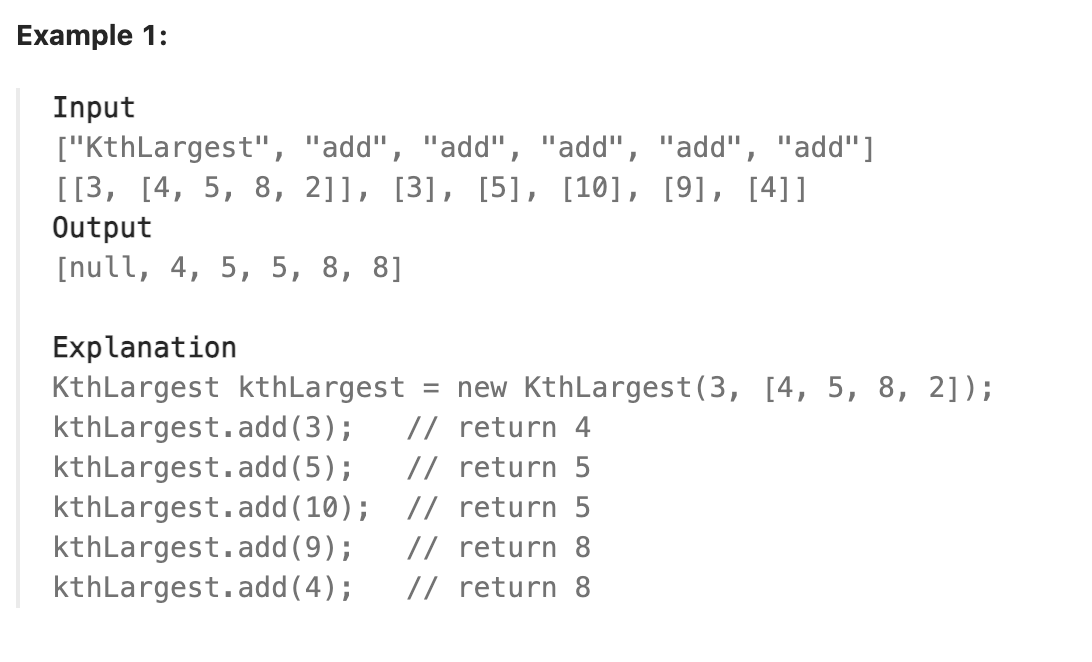 Example 1:
Input
["KthLargest", "add", "add", "add", "add", "add"]
[[3, [4, 5, 8, 2]], [3], [5], [10], [9], [4]]
Output
[null, 4, 5, 5, 8, 8]
Explanation
KthLargest kthLargest = new KthLargest(3, [4, 5, 8, 2]);
kthLargest.add(3);   // return 4
kthLargest.add(5);   // return 5
kthLargest.add(10);  // return 5
kthLargest.add(9);   // return 8
kthLargest.add(4);   // return 8